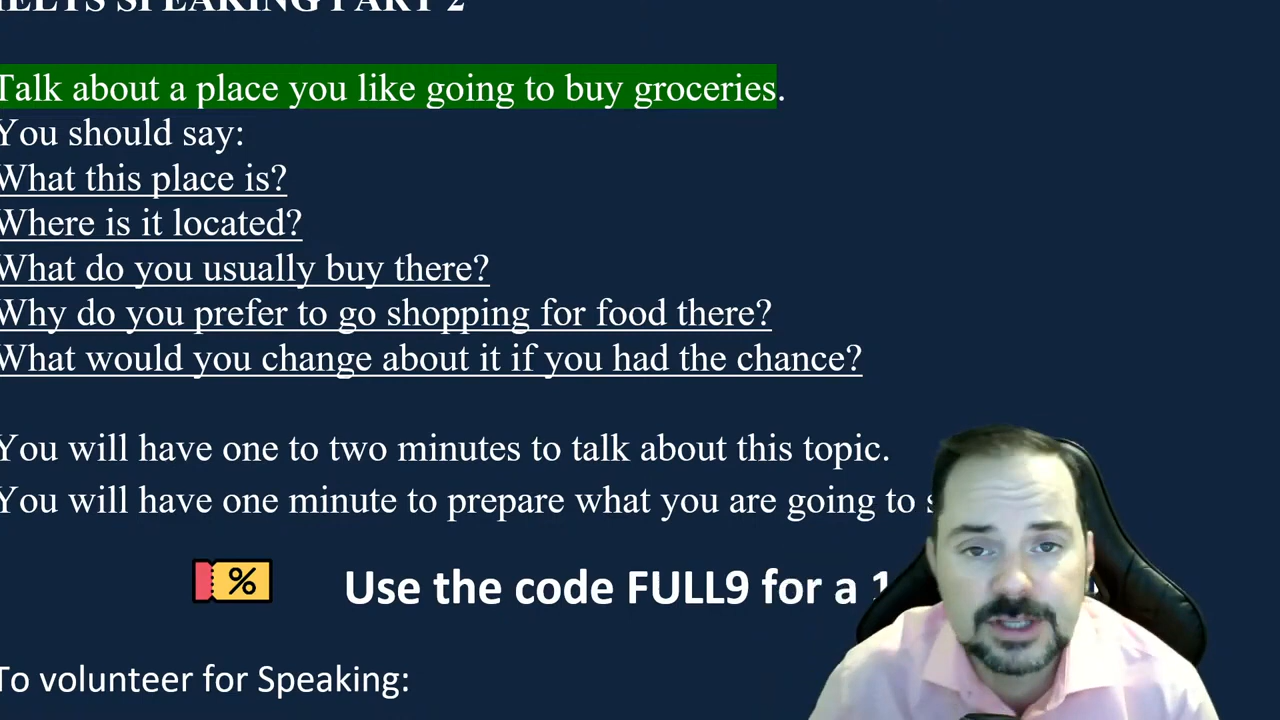 IELTS SPEAKING PART 2
Talk about a place you like going to buy groceries.
You should say:
What this place is?
Where is it located?
What do you usually buy there?
Why do you prefer to go shopping for food there?
What would you change about it if you had the chance?
You will have one to two minutes to talk about this topic.
You will have one minute to prepare what you are going to
%
Use the code FULL9 for a
To volunteer for Speaking: